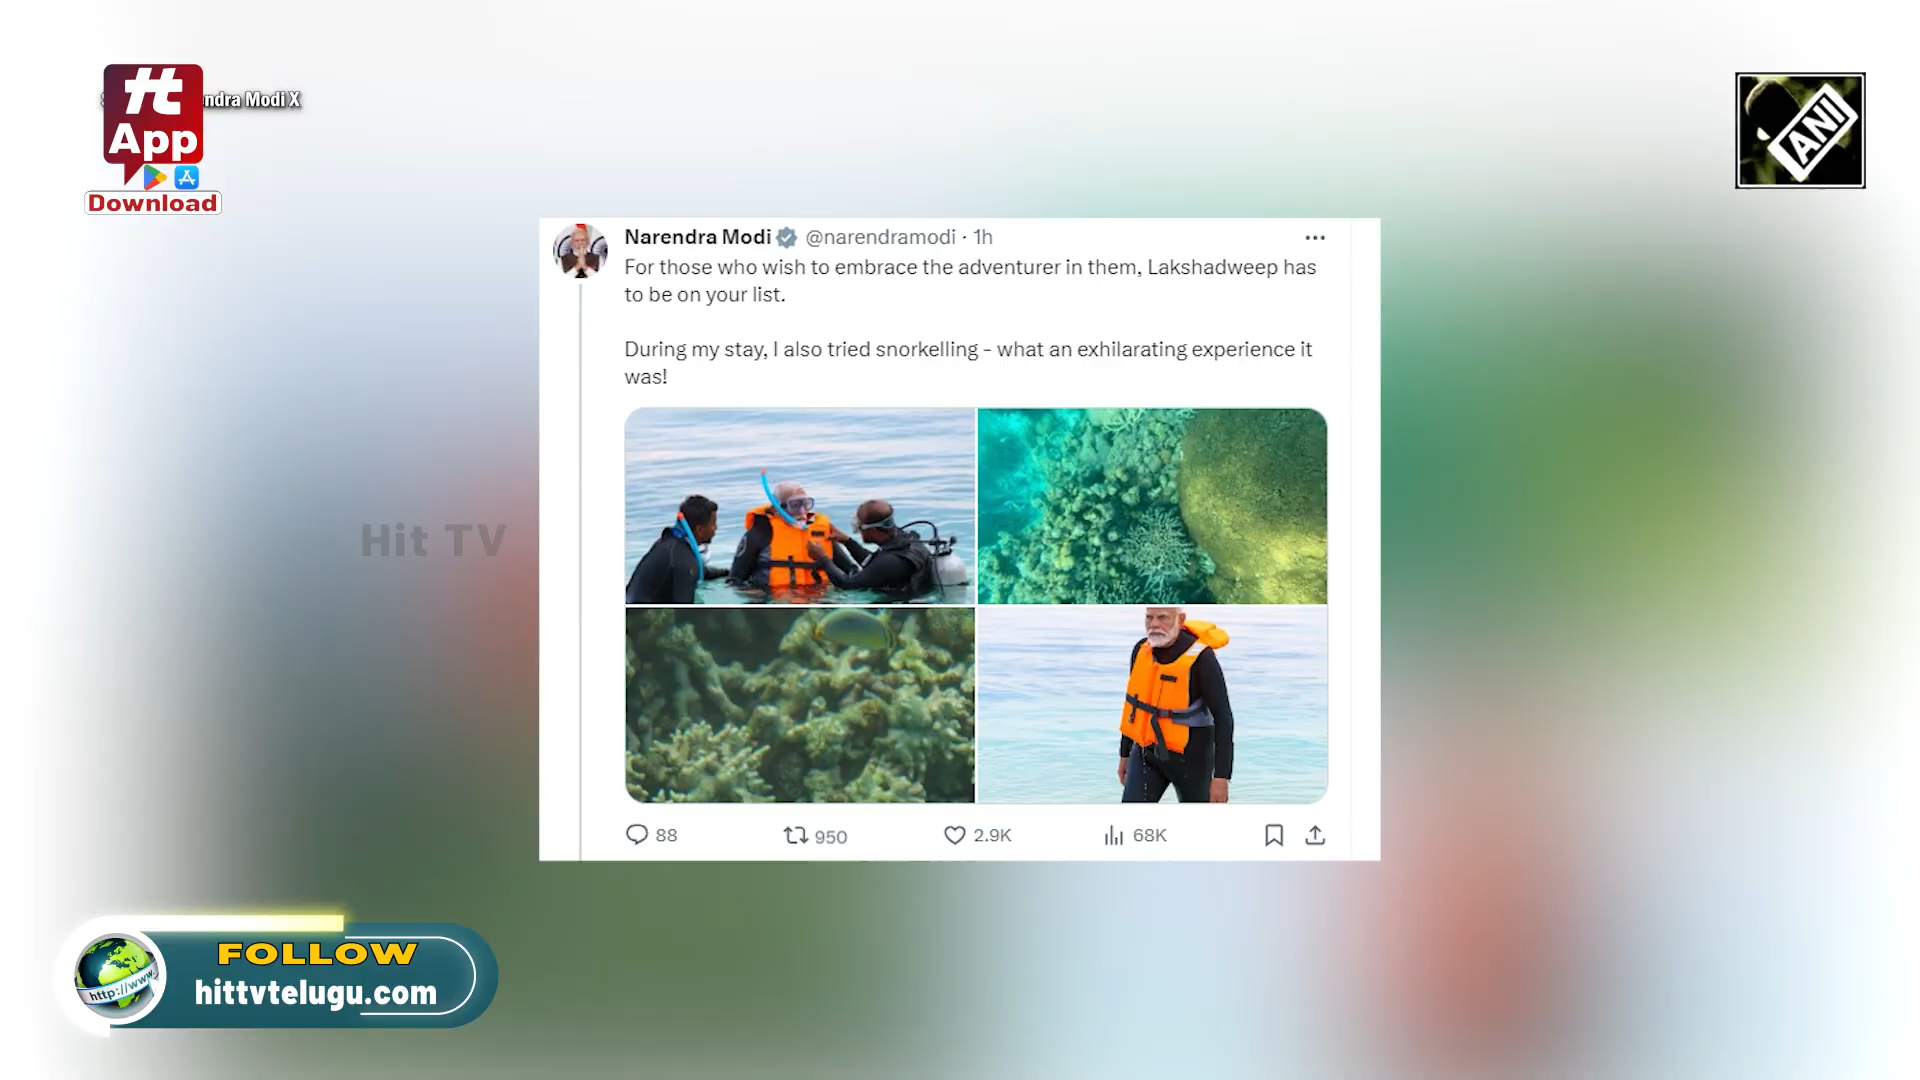 ndra Modi X
App
Download
ANI
Narendra Modi @narendramodi · 1h
For those who wish to embrace the adventurer in them, Lakshadweep has
to be on your list.
During my stay, I also tried snorkelling - what an exhilarating experience it
was!
Hit TV
88 950 2.9K 68K
FOLLOW
http://www.
hittvtelugu.com